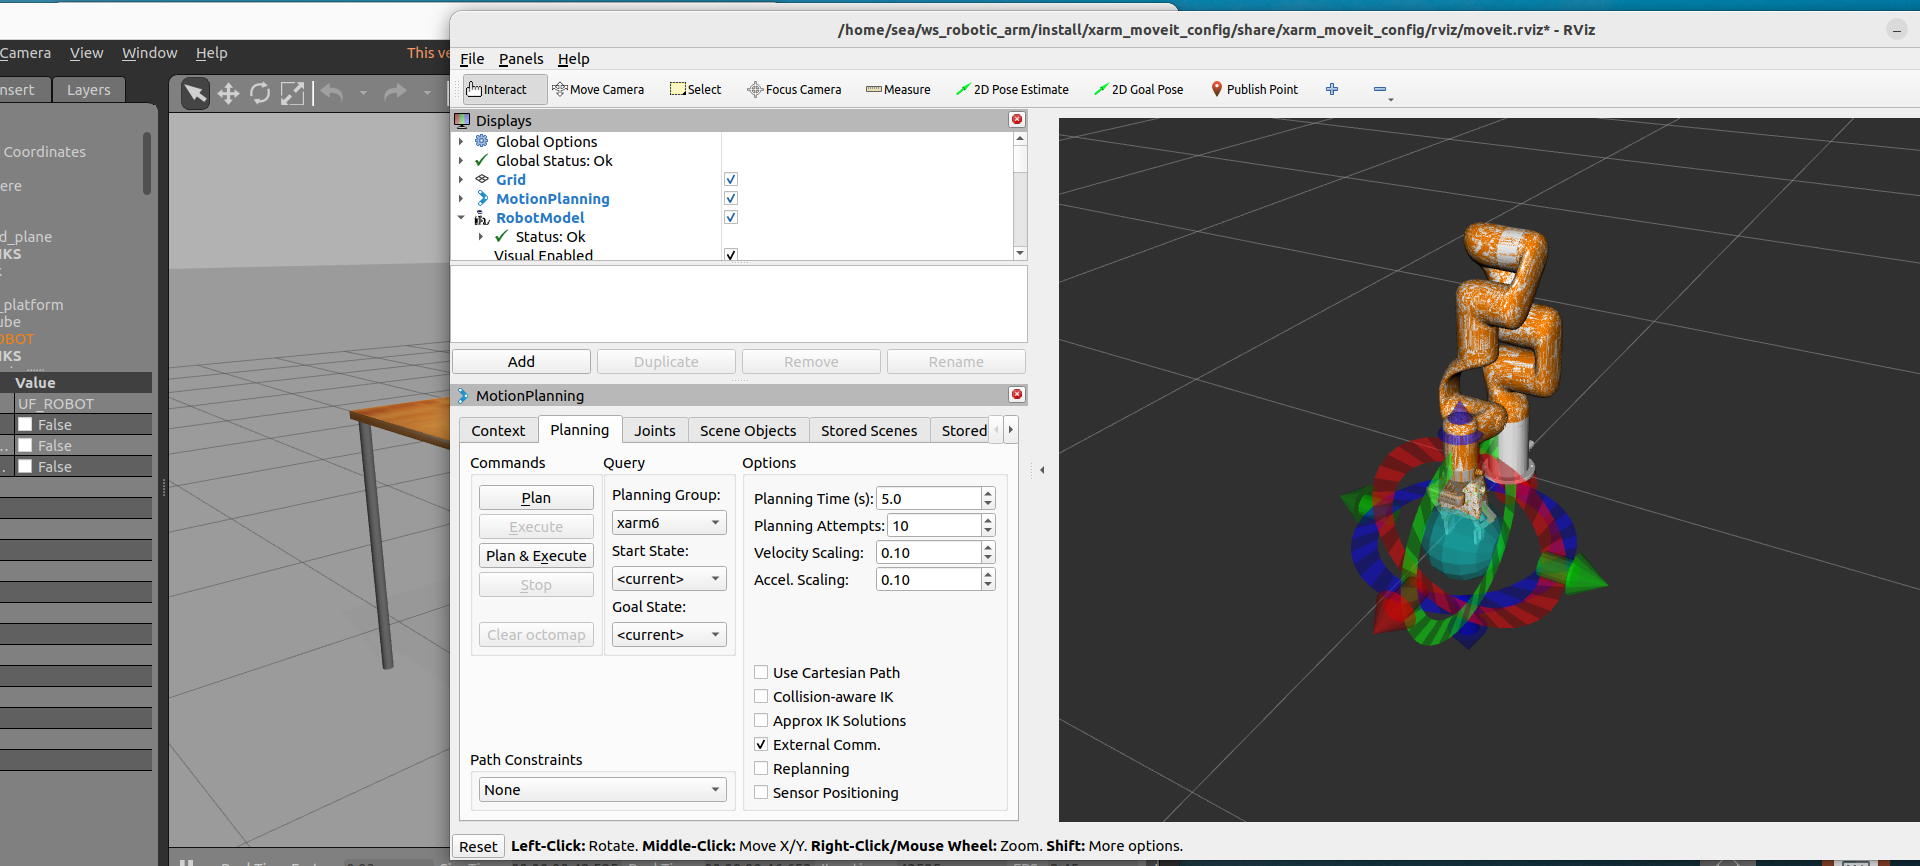 /home/sea/ws_robotic_arm/install/xarm_moveit_config/share/xarm_moveit_config/rviz/moveit.rviz* - RViz
Camera View Window Help
This ve
File Panels Help
nsert Layers
Interact Move Camera Select Focus Camera Measure 2D Pose Estimate 2D Goal Pose Publish Point
Coordinates
ere
d_plane
KS
_platform
ube
OBOT
KS
Value
UF_ROBOT
False
False
False
Displays
Global Options
Global Status: Ok
Grid
MotionPlanning
RobotModel
Status: Ok
Visual Enabled
Add Duplicate Remove Rename
MotionPlanning
Context Planning Joints Scene Objects Stored Scenes Stored
Commands Query Options
Plan
Execute
Plan & Execute
Stop
Clear octomap
Planning Group:
xarm6
Start State:
<current>
Goal State:
<current>
Planning Time (s): 5.0
Planning Attempts: 10
Velocity Scaling: 0.10
Accel. Scaling: 0.10
Use Cartesian Path
Collision-aware IK
Approx IK Solutions
External Comm.
Replanning
Sensor Positioning
Path Constraints
None
Reset Left-Click: Rotate. Middle-Click: Move X/Y. Right-Click/Mouse Wheel: Zoom. Shift: More options.